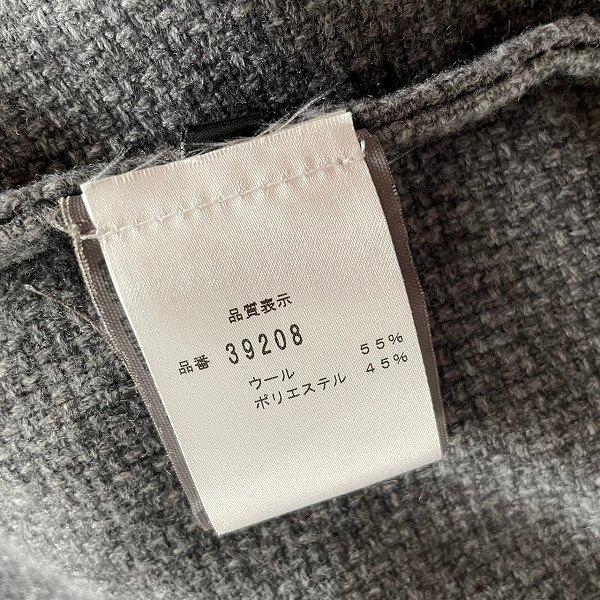 品質表示
品番 39208
ウール 55%
ポリエステル 45%